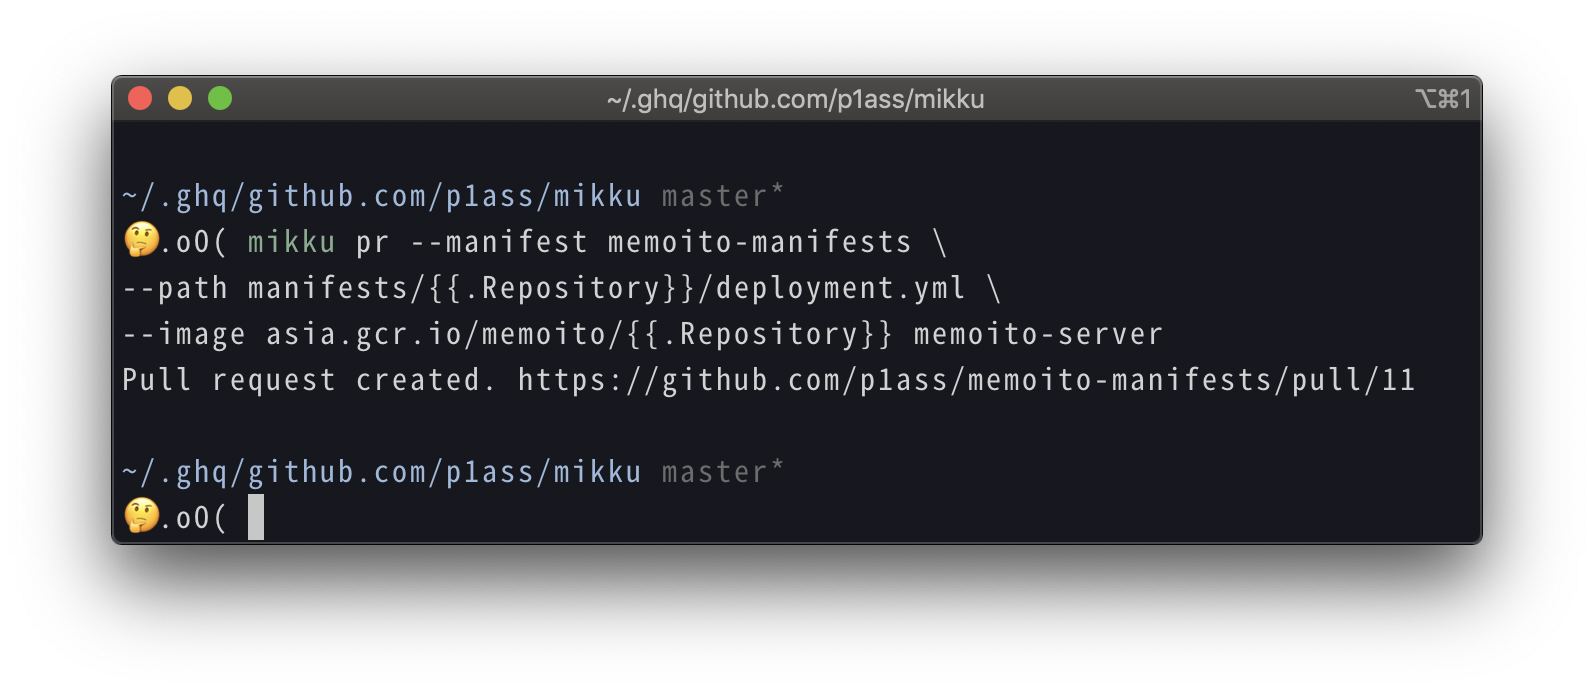 ~/.ghq/github.com/p1ass/mikku
⌥⌘1
~/.ghq/github.com/p1ass/mikku master*
🤔.oO( mikku pr --manifest memoito-manifests \
--path manifests/{{.Repository}}/deployment.yml \
--image asia.gcr.io/memoito/{{.Repository}} memoito-server
Pull request created. https://github.com/p1ass/memoito-manifests/pull/11
~/.ghq/github.com/p1ass/mikku master*
🤔.oO(